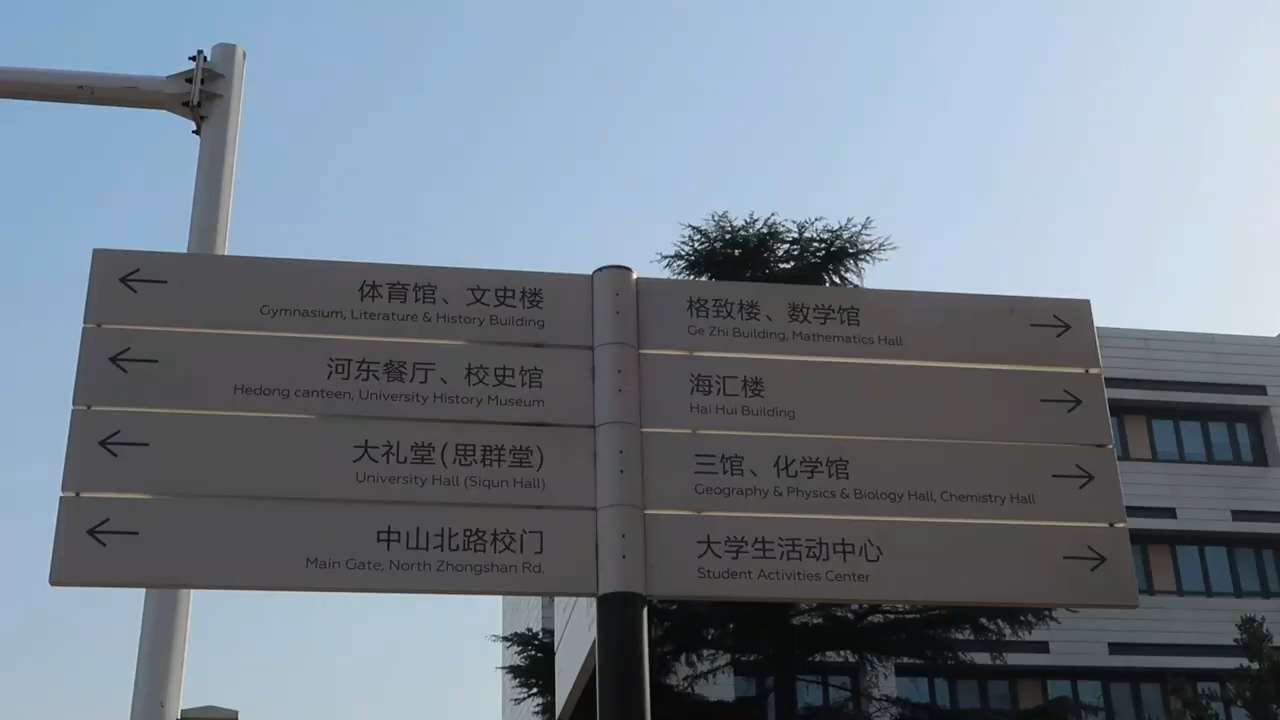 体育馆、文史楼
Gymnasium, Literature & History Building
河东餐厅、校史馆
Hedong canteen, University History Museum
大礼堂(思群堂)
University Hall (Siqun Hall)
中山北路校门
Main Gate, North Zhongshan Rd.
格致楼、数学馆
Ge Zhi Building, Mathematics Hall
海汇楼
Hai Hui Building
三馆、化学馆
Geography & Physics & Biology Hall, Chemistry Hall
大学生活动中心
Student Activities Center